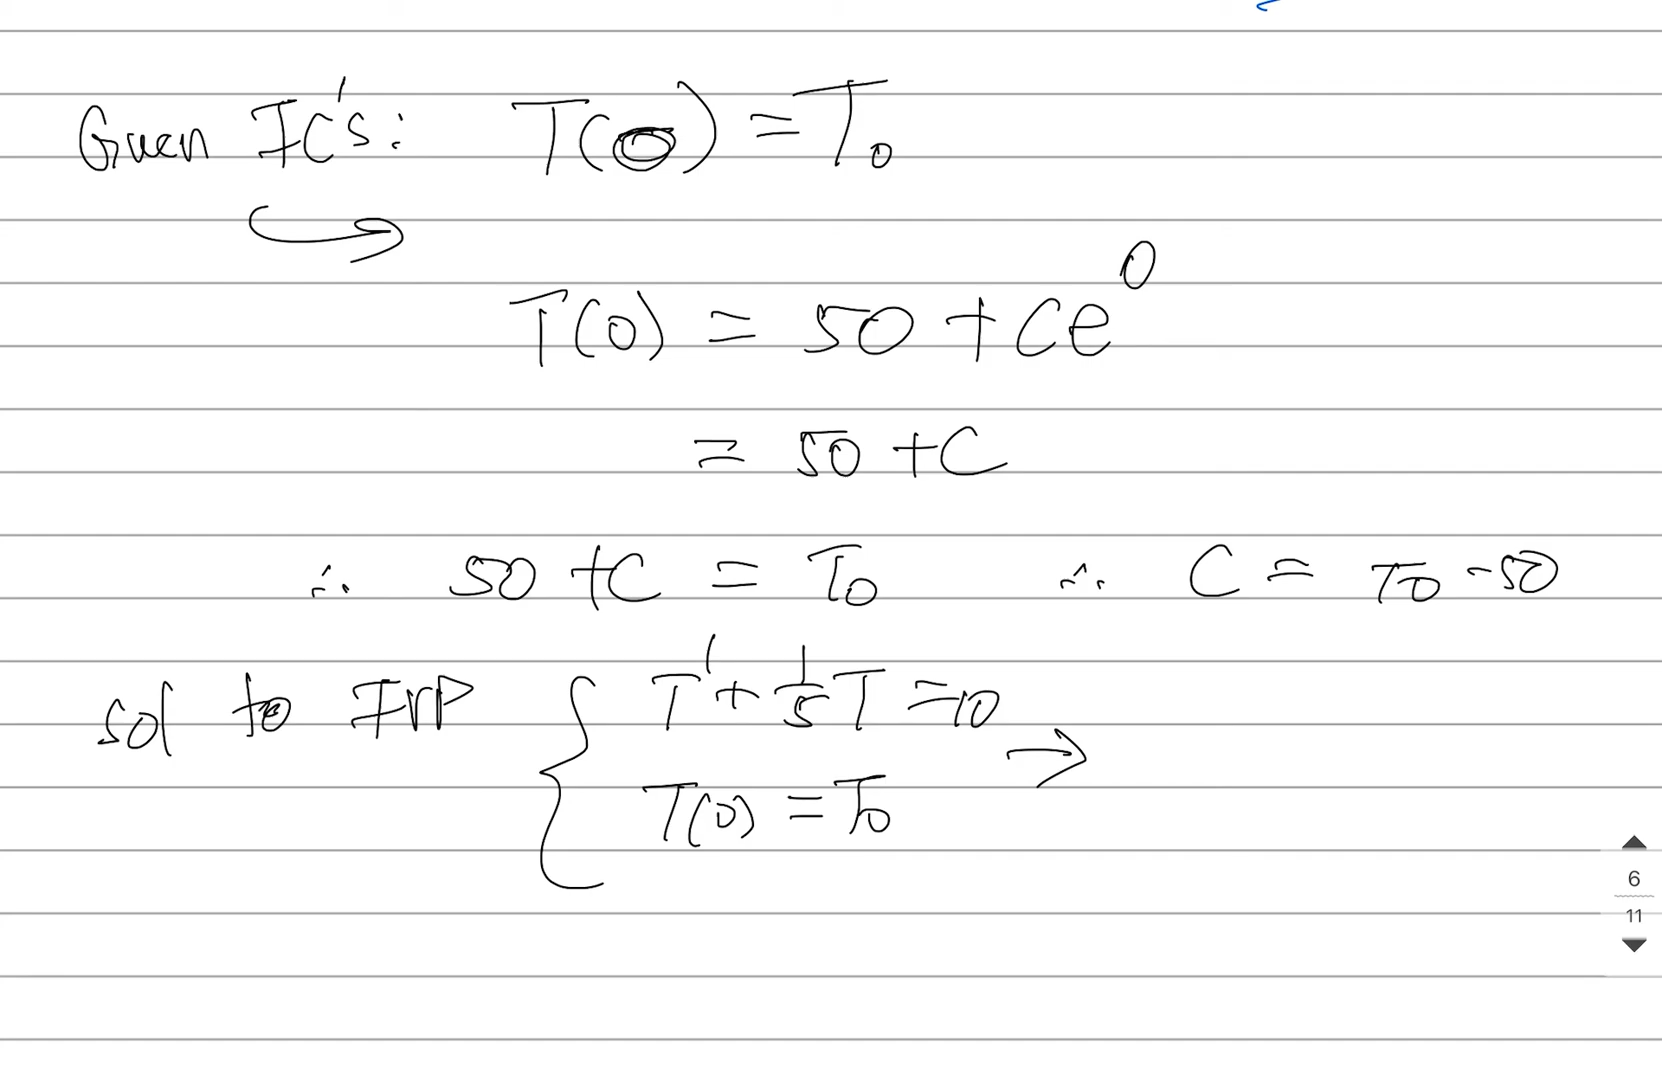 Given IC's: T(0) = T₀
T(0) = 50 + Ce⁰
= 50 + C
∴ 50 + C = T₀ ∴ C = T₀ - 50
sol to IVP { T' + 1/5 T = 10 →
T(0) = T₀
6
11